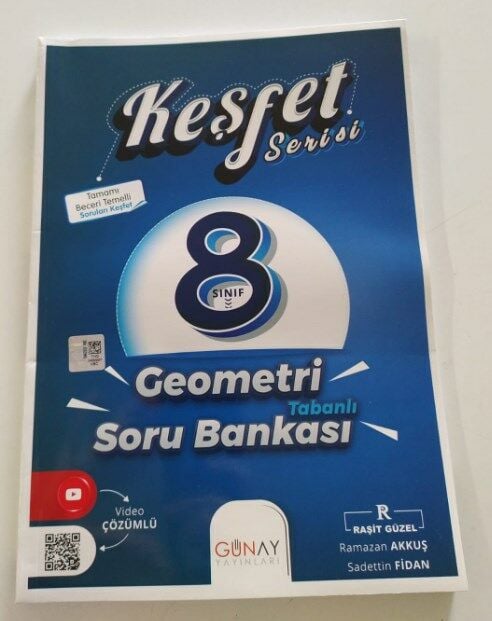 Keşfet
Serisi
Tamamı
Beceri Temelli
Soruları Keşfet
8
SINIF
Geometri
Tabanlı
Soru Bankası
Video
ÇÖZÜMLÜ
GÜNAY
YAYINLARI
R
RAŞİT GÜZEL
Ramazan AKKUŞ
Sadettin FİDAN